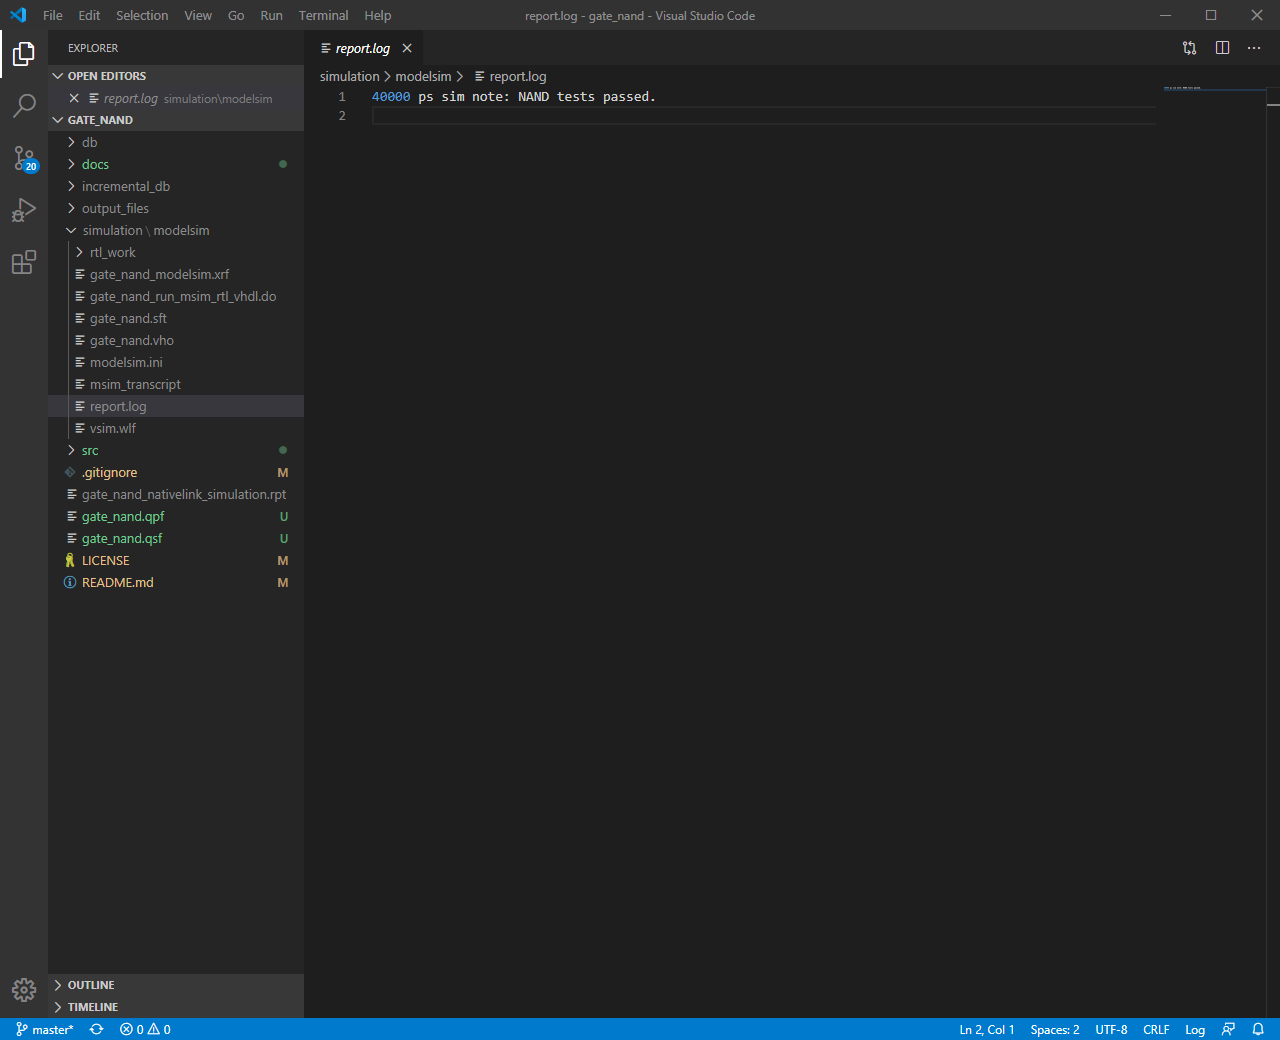 File Edit Selection View Go Run Terminal Help report.log - gate_nand - Visual Studio Code
EXPLORER
OPEN EDITORS
report.log simulation\modelsim
GATE_NAND
db
docs
incremental_db
output_files
simulation \ modelsim
rtl_work
gate_nand_modelsim.xrf
gate_nand_run_msim_rtl_vhdl.do
gate_nand.sft
gate_nand.vho
modelsim.ini
msim_transcript
report.log
vsim.wlf
src
.gitignore M
gate_nand_nativelink_simulation.rpt
gate_nand.qpf U
gate_nand.qsf U
LICENSE M
README.md M
OUTLINE
TIMELINE
20
report.log
simulation > modelsim > report.log
1 40000 ps sim note: NAND tests passed.
2
master* 0 0 Ln 2, Col 1 Spaces: 2 UTF-8 CRLF Log